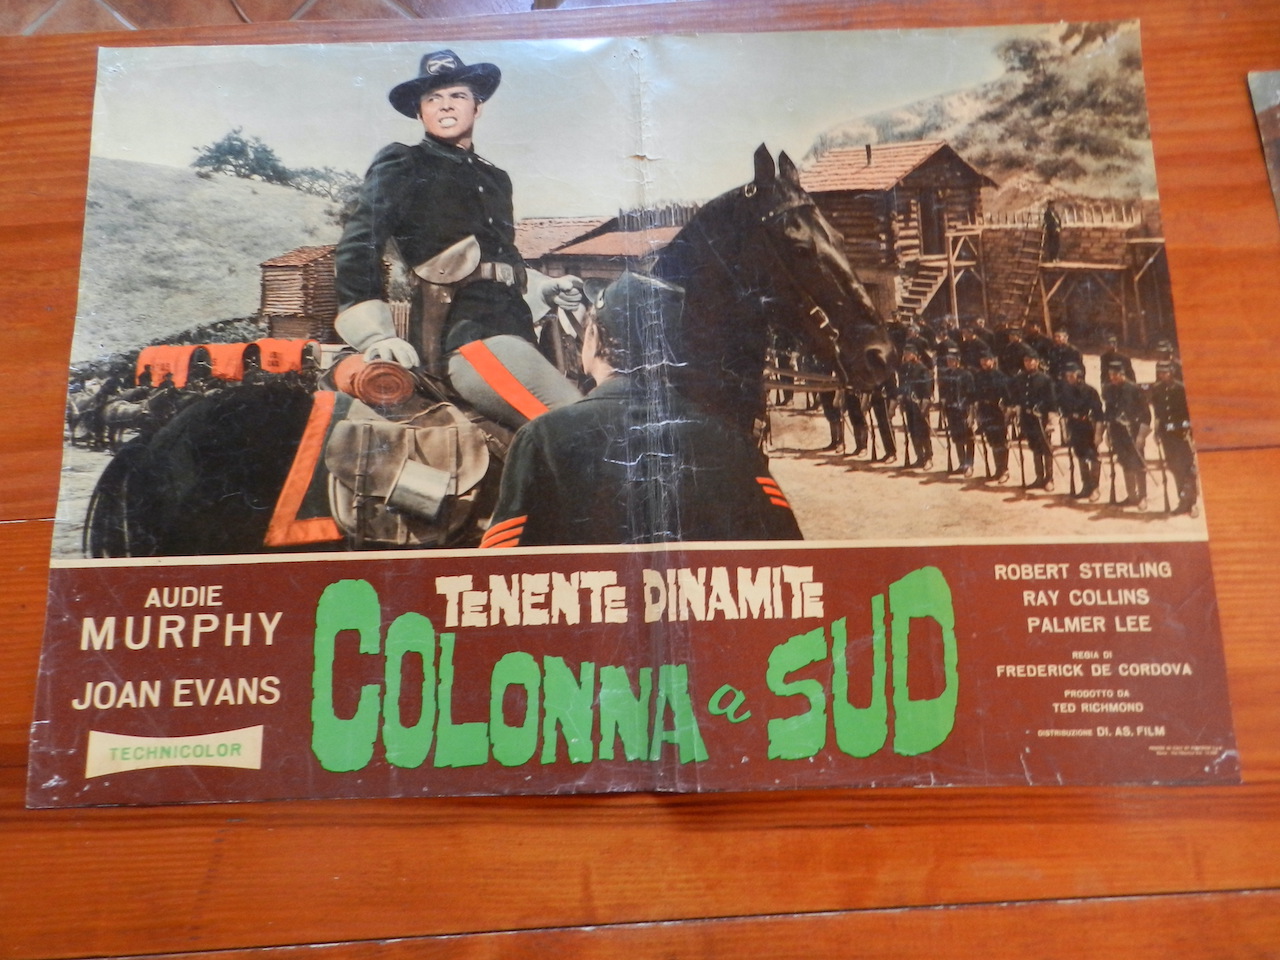 AUDIE
MURPHY
JOAN EVANS
TECHNICOLOR
TENENTE DINAMITE
COLONNA a SUD
ROBERT STERLING
RAY COLLINS
PALMER LEE
REGIA DI
FREDERICK DE CORDOVA
PRODOTTO DA
TED RICHMOND
DISTRIBUZIONE DI. AS. FILM